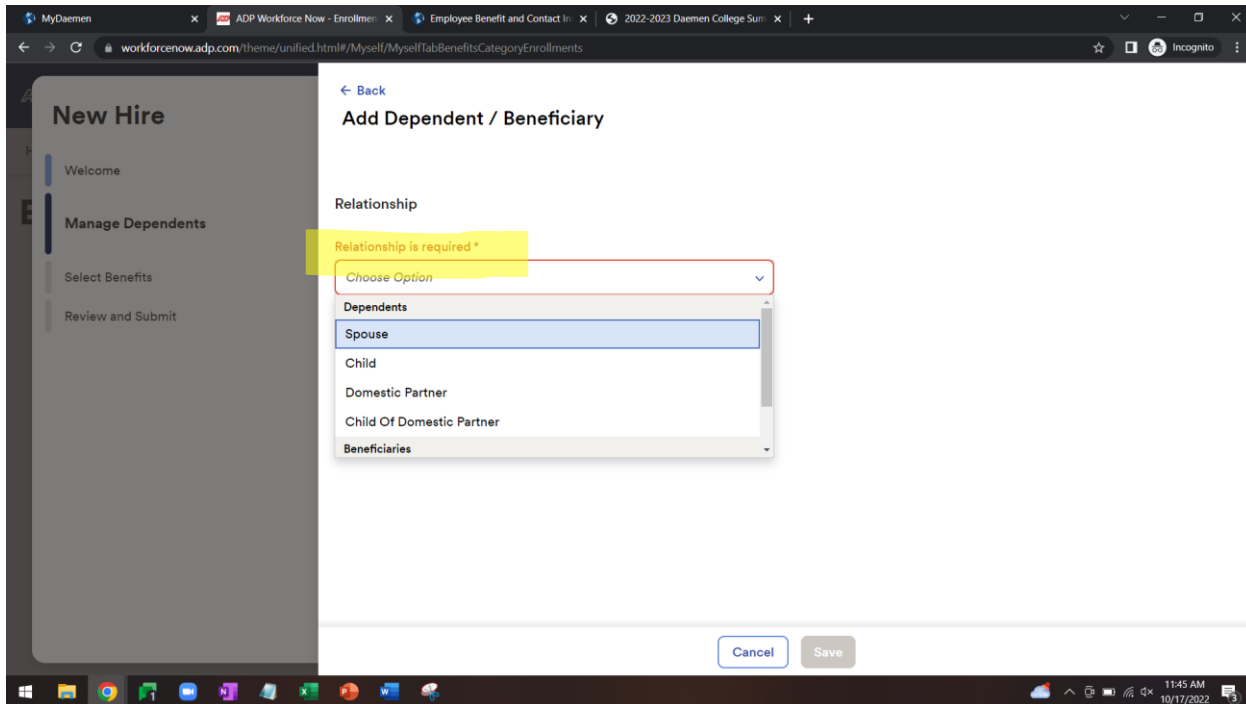 MyDaemen
ADP Workforce Now - Enrollmen
Employee Benefit and Contact In
2022-2023 Daemen College Sum
workforcenow.adp.com/theme/unified.html#/Myself/MyselfTabBenefitsCategoryEnrollments
Incognito
New Hire
Welcome
Manage Dependents
Select Benefits
Review and Submit
← Back
Add Dependent / Beneficiary
Relationship
Relationship is required *
Choose Option
Dependents
Spouse
Child
Domestic Partner
Child Of Domestic Partner
Beneficiaries
Cancel
Save
11:45 AM
10/17/2022